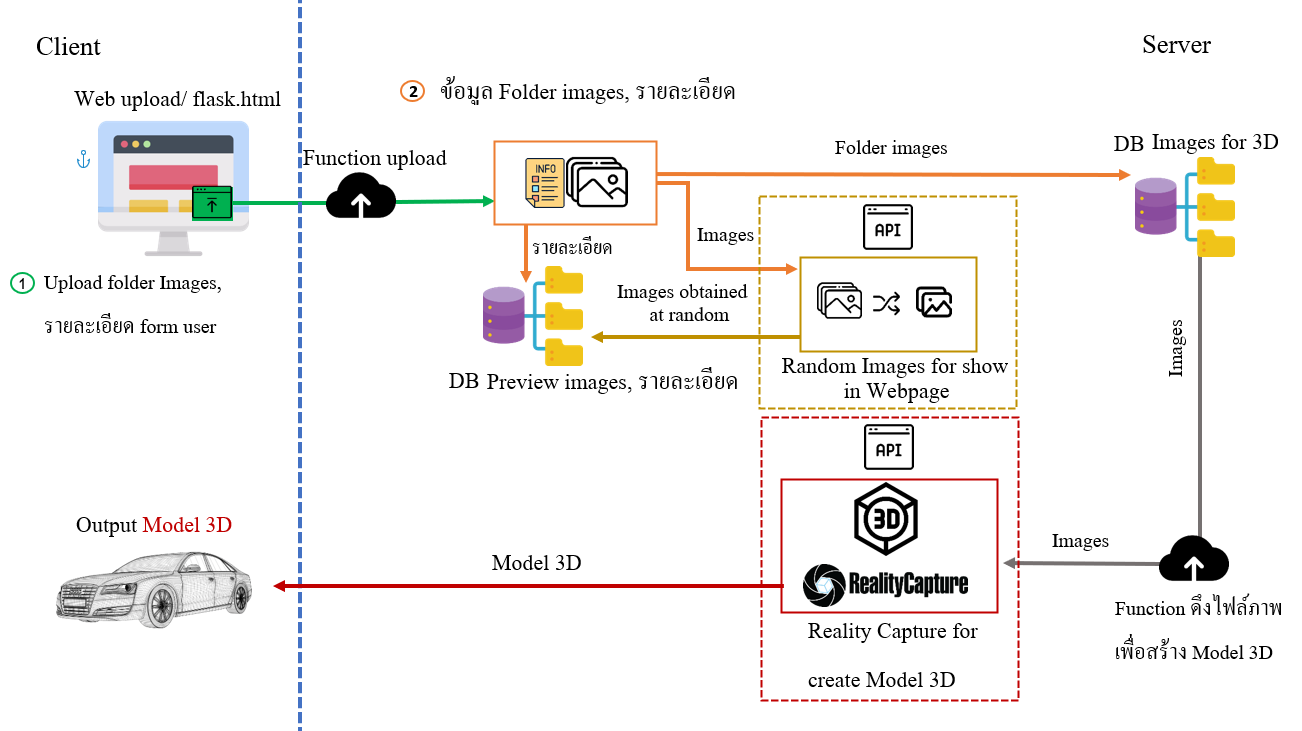 Client
Server
Web upload/ flask.html
2
ข้อมูล Folder images, รายละเอียด
Function upload
INFO
Folder images
DB Images for 3D
API
Images
รายละเอียด
1
Upload folder Images,
รายละเอียด form user
Images obtained
at random
DB Preview images, รายละเอียด
Random Images for show
in Webpage
Images
API
3D
RealityCapture
Reality Capture for
create Model 3D
Images
Function ดึงไฟล์ภาพ
เพื่อสร้าง Model 3D
Model 3D
Output Model 3D